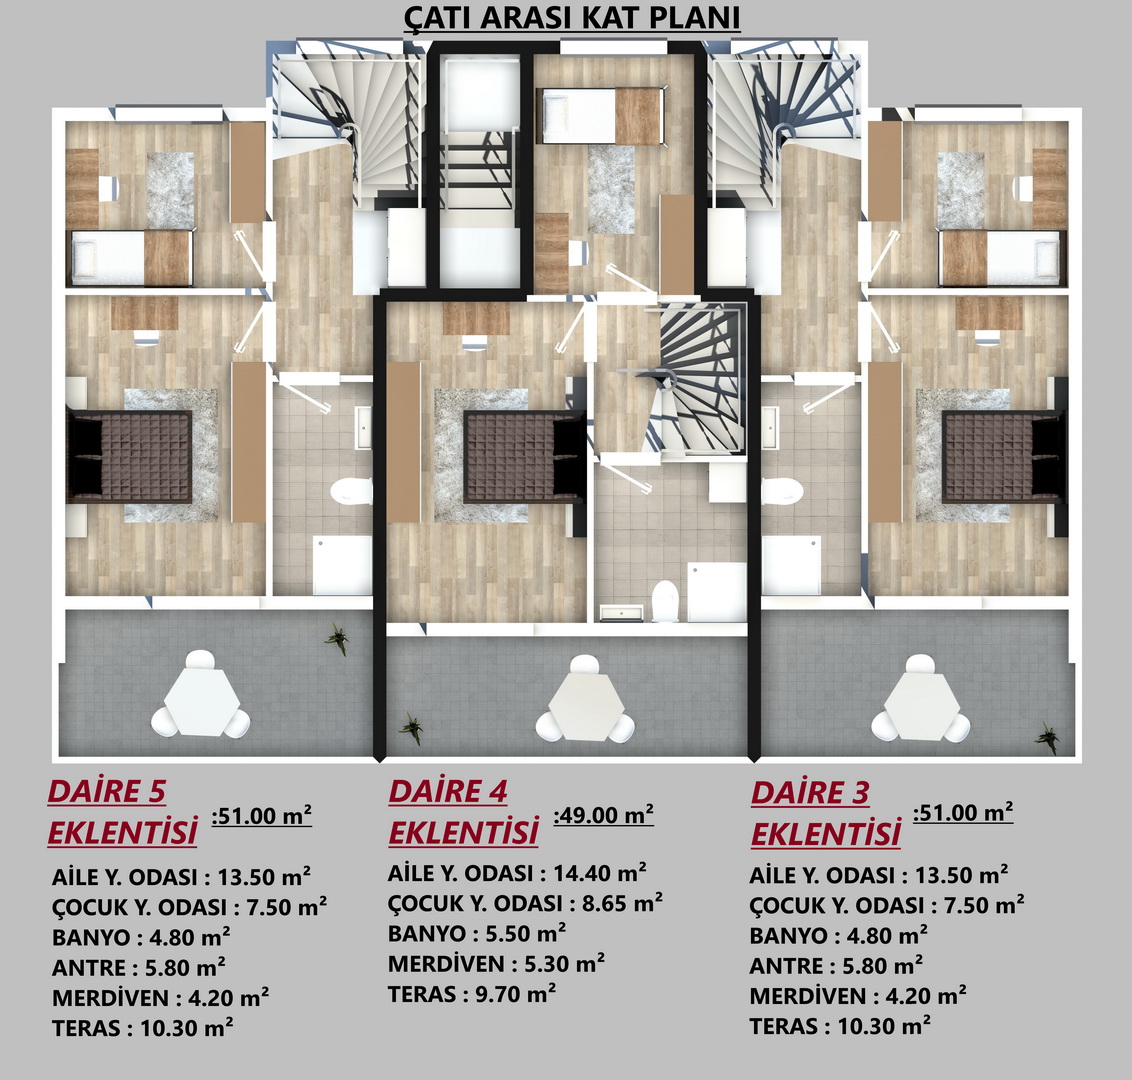 ÇATI ARASI KAT PLANI
DAİRE 5
EKLENTİSİ :51.00 m²
AİLE Y. ODASI : 13.50 m²
ÇOCUK Y. ODASI : 7.50 m²
BANYO : 4.80 m²
ANTRE : 5.80 m²
MERDİVEN : 4.20 m²
TERAS : 10.30 m²
DAİRE 4
EKLENTİSİ :49.00 m²
AİLE Y. ODASI : 14.40 m²
ÇOCUK Y. ODASI : 8.65 m²
BANYO : 5.50 m²
MERDİVEN : 5.30 m²
TERAS : 9.70 m²
DAİRE 3
EKLENTİSİ :51.00 m²
AİLE Y. ODASI : 13.50 m²
ÇOCUK Y. ODASI : 7.50 m²
BANYO : 4.80 m²
ANTRE : 5.80 m²
MERDİVEN : 4.20 m²
TERAS : 10.30 m²